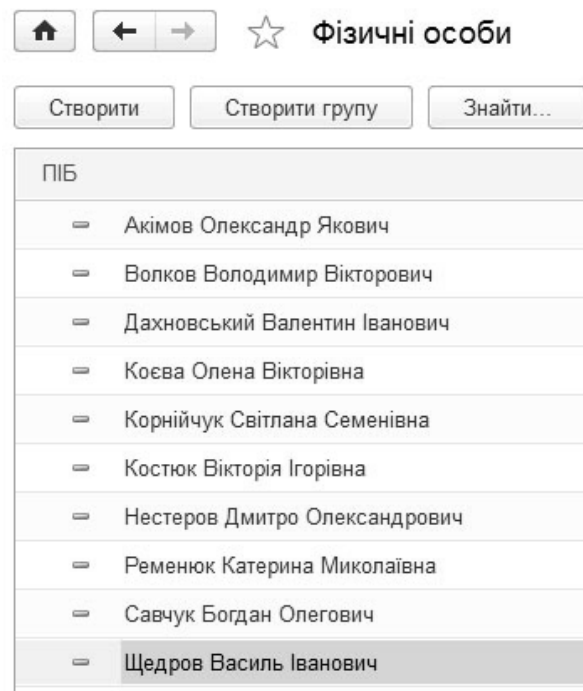 Фізичні особи
Створити Створити групу Знайти...
ПІБ
Акімов Олександр Якович
Волков Володимир Вікторович
Дахновський Валентин Іванович
Коєва Олена Вікторівна
Корнійчук Світлана Семенівна
Костюк Вікторія Ігорівна
Нестеров Дмитро Олександрович
Ременюк Катерина Миколаївна
Савчук Богдан Олегович
Щедров Василь Іванович